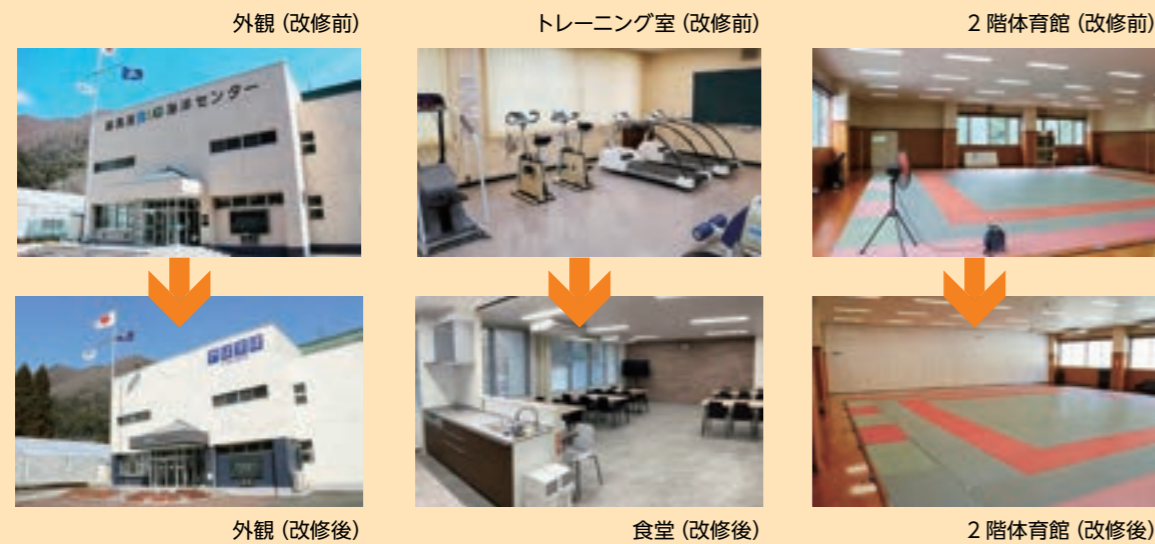 外観（改修前）
トレーニング室（改修前）
2階体育館（改修前）
海洋センター
外観（改修後）
食堂（改修後）
2階体育館（改修後）